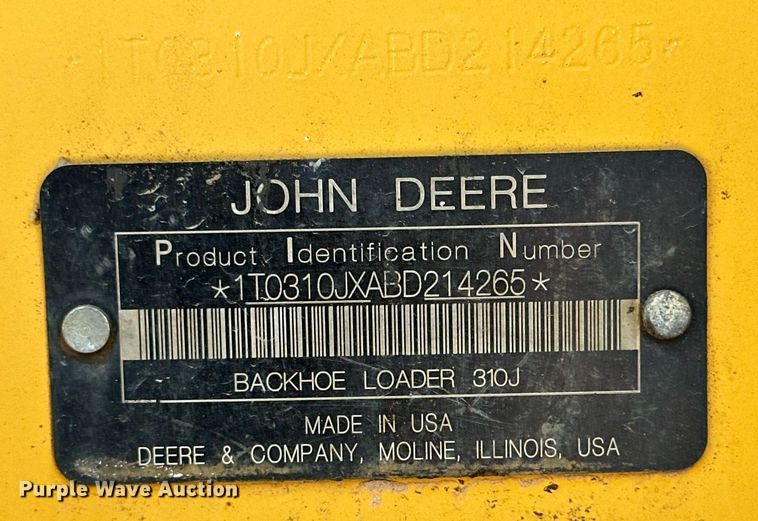 *1T0310JXABD214265*
JOHN DEERE
Product Identification Number
*1T0310JXABD214265*
BACKHOE LOADER 310J
MADE IN USA
DEERE & COMPANY, MOLINE, ILLINOIS, USA
Purple Wave Auction